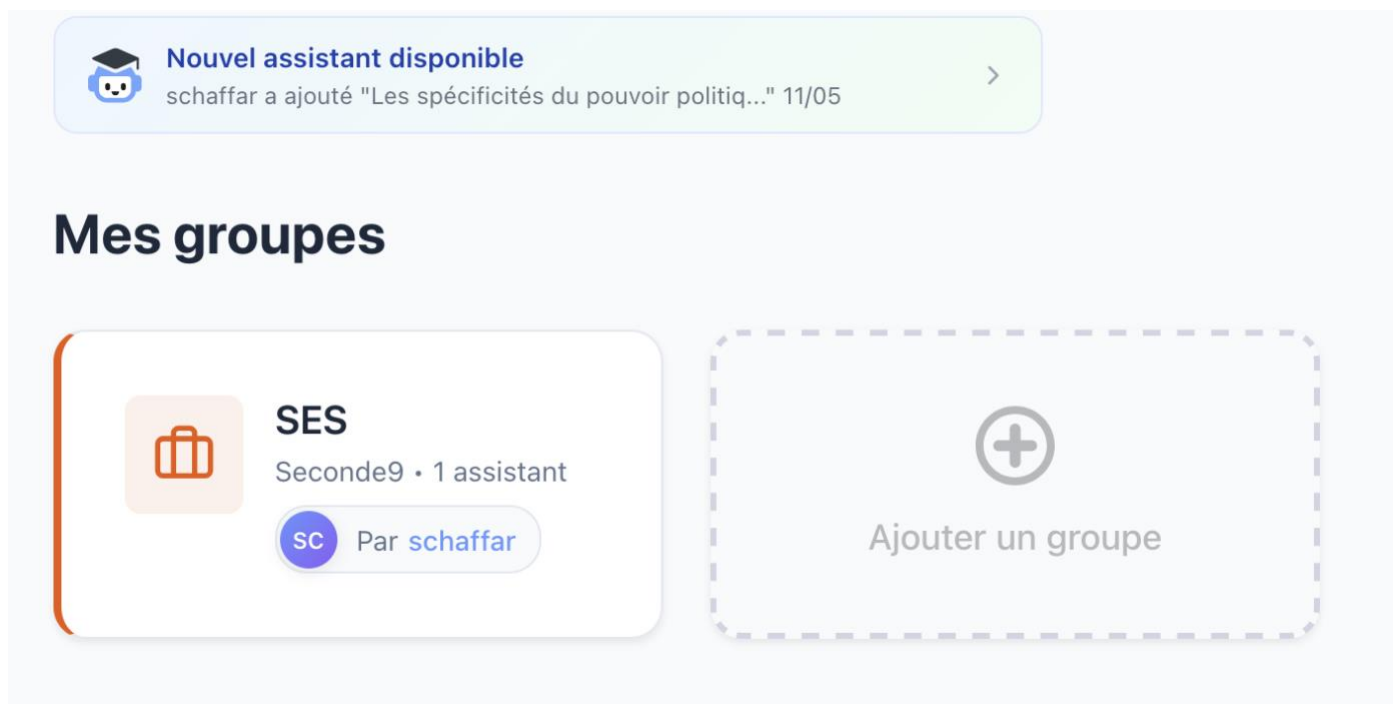 Nouvel assistant disponible
schaffar a ajouté "Les spécificités du pouvoir politiq..." 11/05
Mes groupes
SES
Seconde9 • 1 assistant
SC Par schaffar
Ajouter un groupe